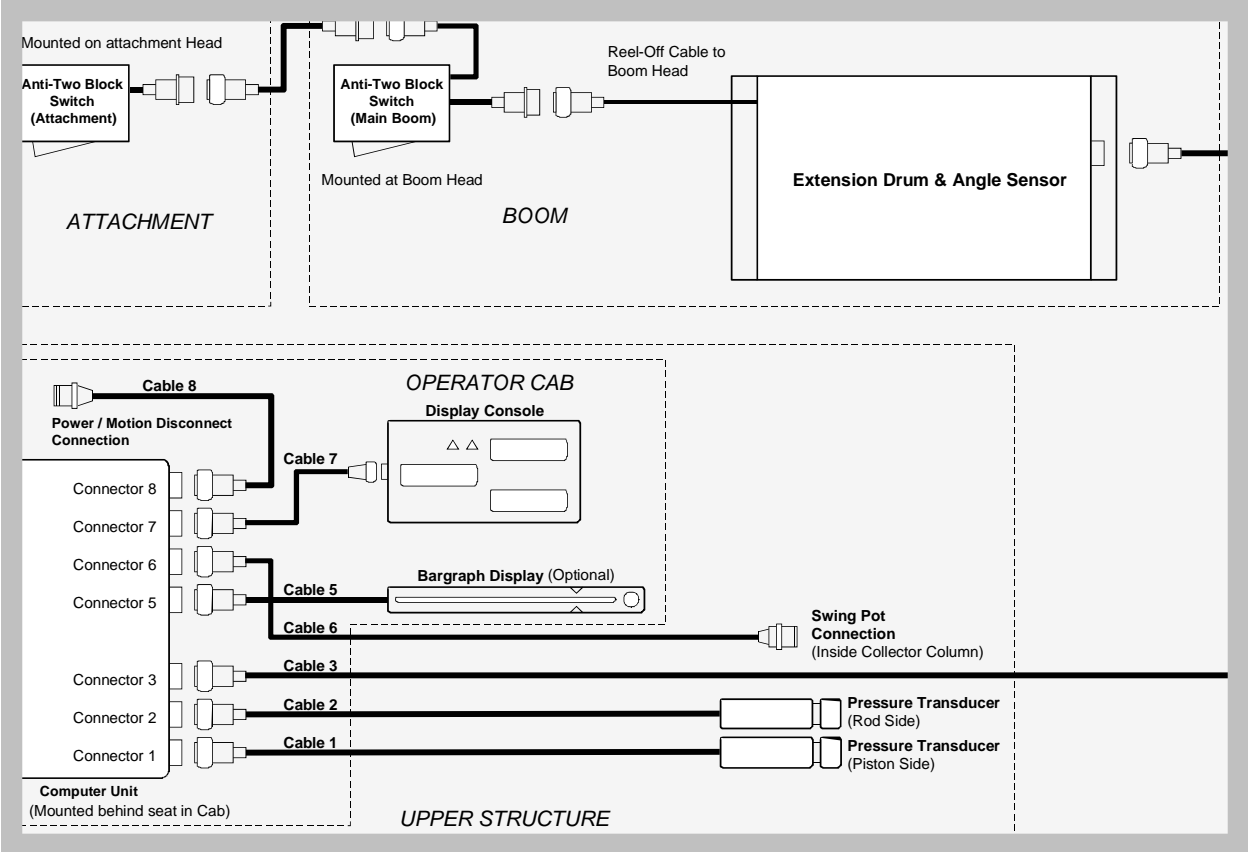 Mounted on attachment Head
Anti-Two Block
Switch
(Attachment)
ATTACHMENT
Anti-Two Block
Switch
(Main Boom)
Mounted at Boom Head
BOOM
Reel-Off Cable to
Boom Head
Extension Drum & Angle Sensor
OPERATOR CAB
Cable 8
Power / Motion Disconnect
Connection
Display Console
Cable 7
Connector 8
Connector 7
Connector 6
Connector 5
Cable 5
Bargraph Display (Optional)
Cable 6
Swing Pot
Connection
(Inside Collector Column)
Connector 3
Cable 3
Connector 2
Cable 2
Pressure Transducer
(Rod Side)
Connector 1
Cable 1
Pressure Transducer
(Piston Side)
Computer Unit
(Mounted behind seat in Cab)
UPPER STRUCTURE